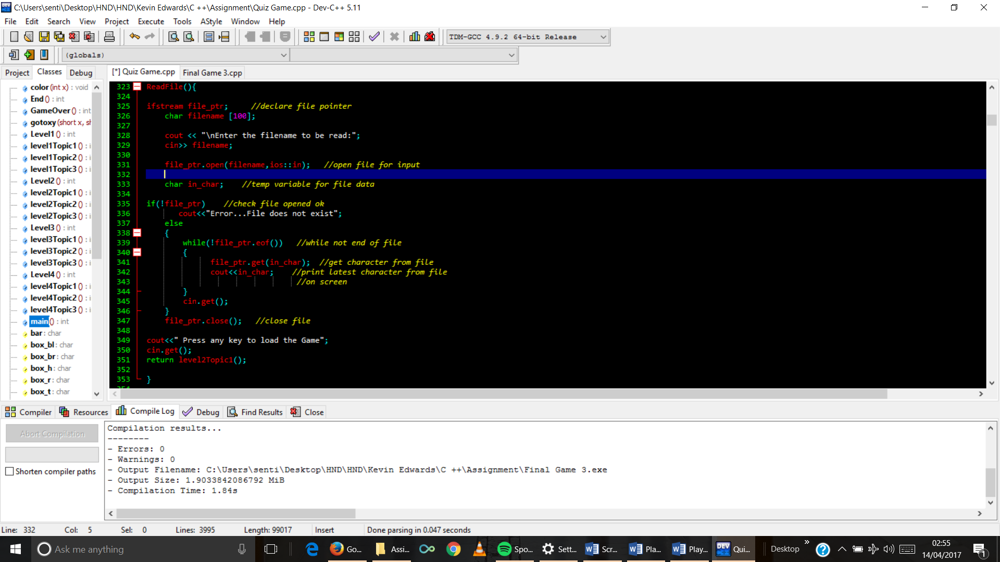 C:\Users\senti\Desktop\HND\HND\Kevin Edwards\C ++\Assignment\Quiz Game.cpp - Dev-C++ 5.11
File Edit Search View Project Execute Tools AStyle Window Help
TDM-GCC 4.9.2 64-bit Release
(globals)
Project Classes Debug
[*] Quiz Game.cpp Final Game 3.cpp
color (int x) : void
End () : int
GameOver () : int
gotoxy (short x, sh
Level1 () : int
level1Topic1 () : i
level1Topic2 () : i
level1Topic3 () : i
Level2 () : int
level2Topic1 () : i
level2Topic2 () : i
level2Topic3 () : i
Level3 () : int
level3Topic1 () : i
level3Topic2 () : i
level3Topic3 () : i
Level4 () : int
level4Topic1 () : i
level4Topic2 () : i
level4Topic3 () : i
main () : int
bar : char
box_bl : char
box_br : char
box_h : char
box_r : char
box_t : char
323 ReadFile(){
324
325 ifstream file_ptr; //declare file pointer
326 char filename [100];
327
328 cout << "\nEnter the filename to be read:";
329 cin>> filename;
330
331 file_ptr.open(filename,ios::in); //open file for input
332
333 char in_char; //temp variable for file data
334
335 if(!file_ptr) //check file opened ok
336 cout<<"Error...File does not exist";
337 else
338 {
339 while(!file_ptr.eof()) //while not end of file
340 {
341 file_ptr.get(in_char); //get character from file
342 cout<<in_char; //print latest character from file
343 //on screen
344 }
345 cin.get();
346 }
347 file_ptr.close(); //close file
348
349 cout<<" Press any key to load the Game";
350 cin.get();
351 return level2Topic1();
352
353 }
354
Compiler Resources Compile Log Debug Find Results Close
Abort Compilation
Shorten compiler paths
Compilation results...
--------
- Errors: 0
- Warnings: 0
- Output Filename: C:\Users\senti\Desktop\HND\HND\Kevin Edwards\C ++\Assignment\Final Game 3.exe
- Output Size: 1.9033842086792 MiB
- Compilation Time: 1.84s
Line: 332 Col: 5 Sel: 0 Lines: 3995 Length: 99017 Insert Done parsing in 0.047 seconds
Ask me anything
Go... Assi... Spo... Sett... Scr... Pla... Play... DEV Qui... Desktop
02:55
14/04/2017
1